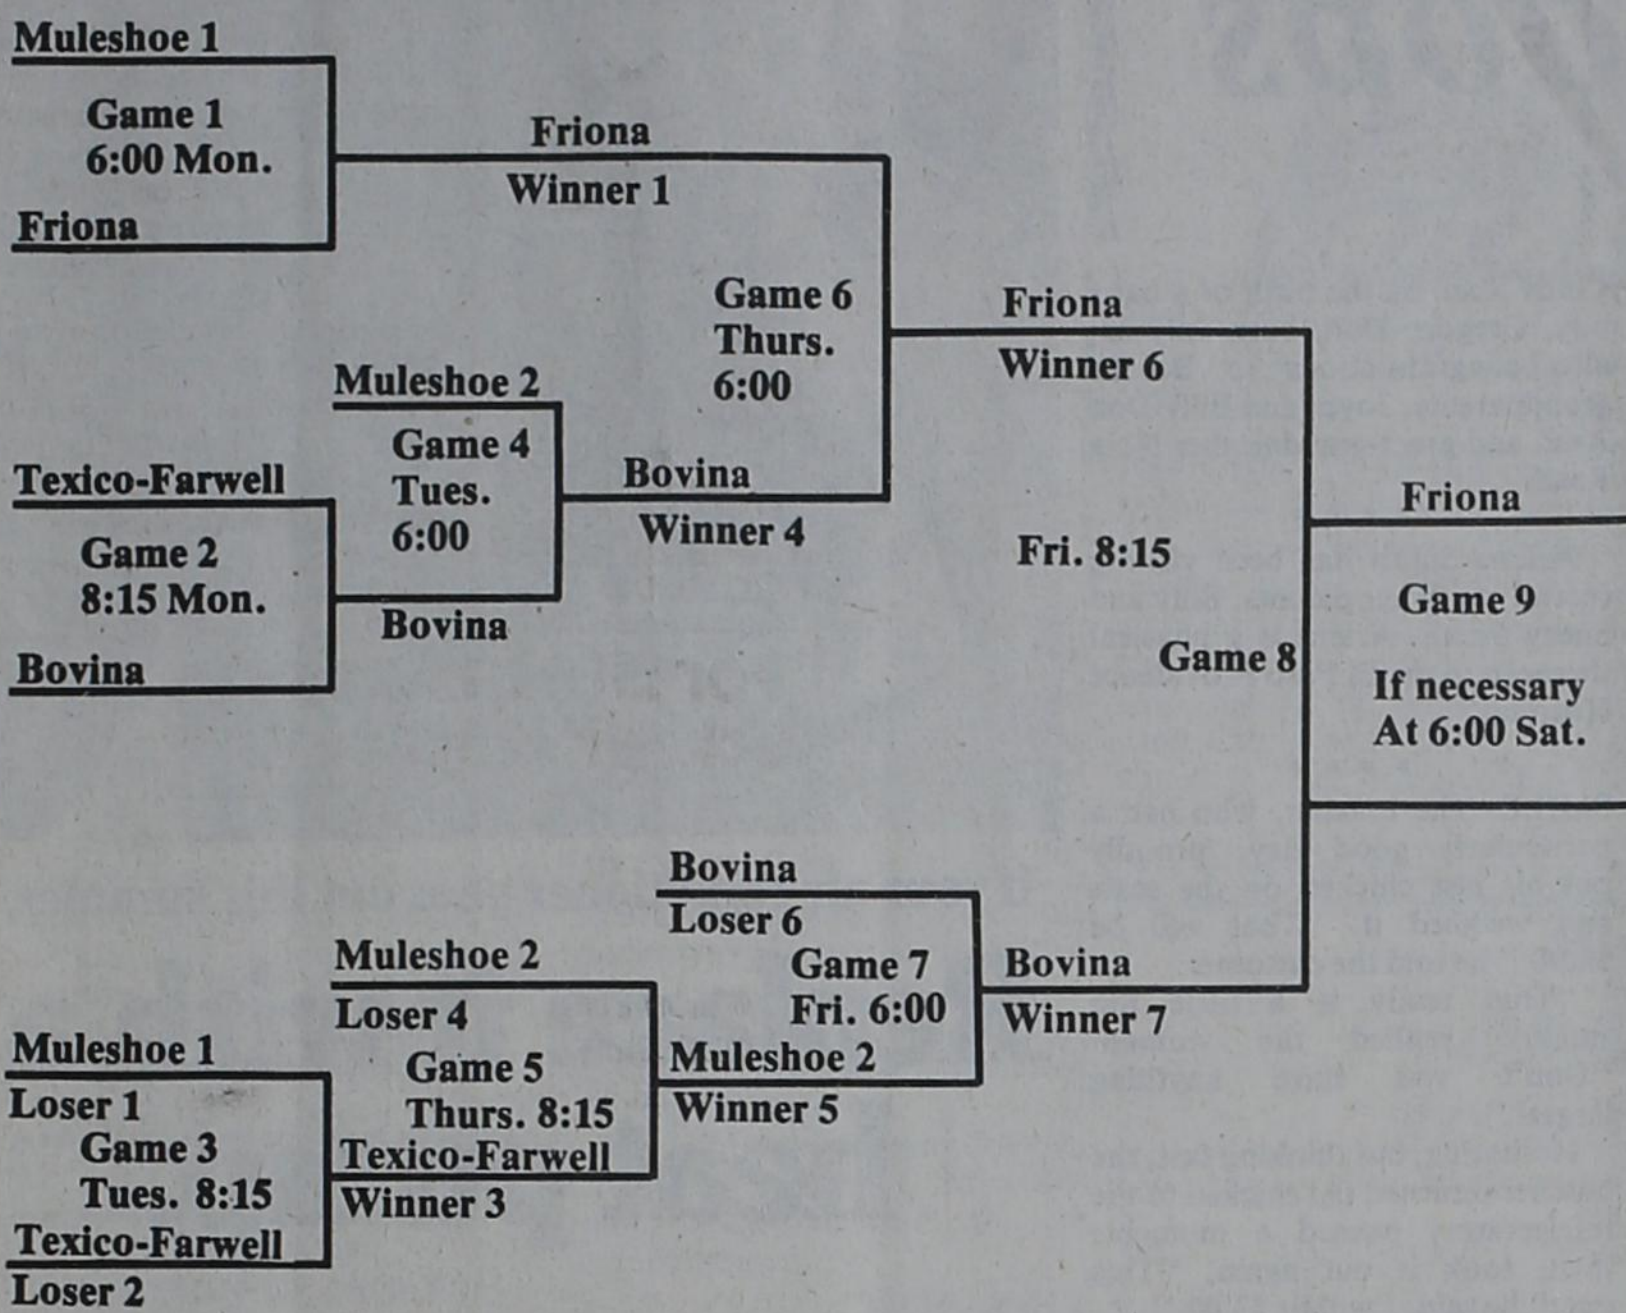 Muleshoe 1
Game 1
6:00 Mon.
Friona
Friona
Winner 1
Game 6
Thurs.
6:00
Muleshoe 2
Game 4
Tues.
6:00
Texico-Farwell
Game 2
8:15 Mon.
Bovina
Bovina
Bovina
Winner 4
Friona
Winner 6
Fri. 8:15
Game 8
Friona
Game 9
If necessary
At 6:00 Sat.
Bovina
Loser 6
Game 7
Fri. 6:00
Muleshoe 2
Winner 5
Bovina
Winner 7
Muleshoe 2
Loser 4
Game 5
Thurs. 8:15
Texico-Farwell
Winner 3
Muleshoe 1
Loser 1
Game 3
Tues. 8:15
Texico-Farwell
Loser 2